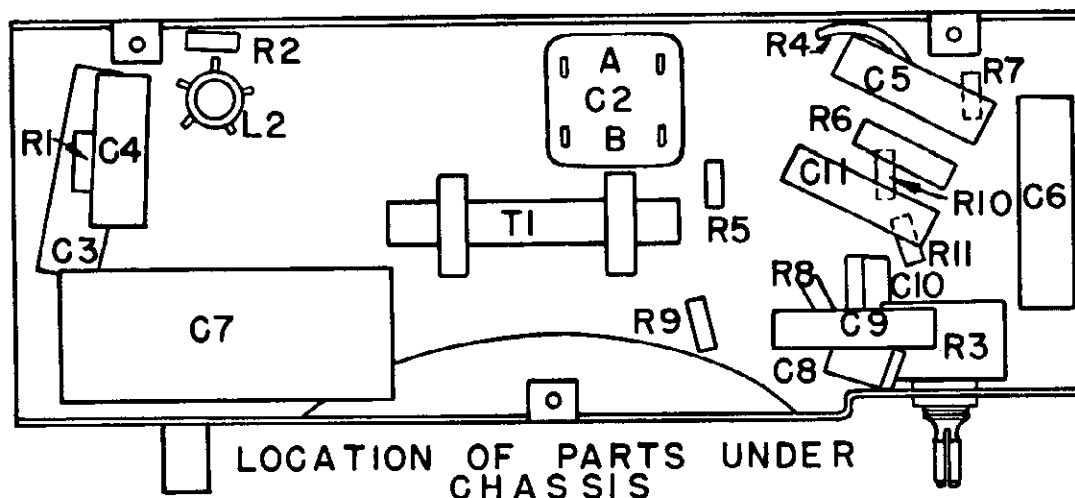 R2
A
C2
B
L2
R1
C4
C3
R4
C5
R7
R6
C11
R10
C6
T1
R5
R11
C10
R8
C9
R3
C8
R9
C7
LOCATION OF PARTS UNDER
CHASSIS